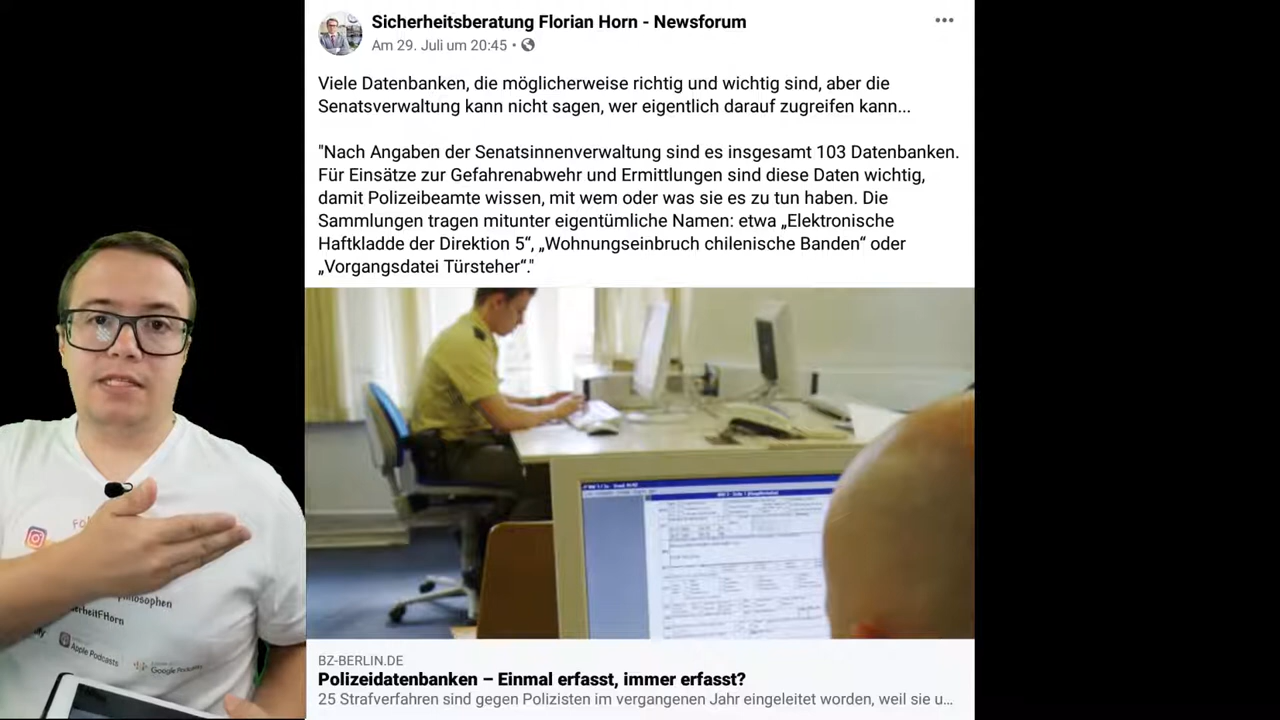 Sicherheitsberatung Florian Horn - Newsforum
Am 29. Juli um 20:45 •
Viele Datenbanken, die möglicherweise richtig und wichtig sind, aber die
Senatsverwaltung kann nicht sagen, wer eigentlich darauf zugreifen kann...
"Nach Angaben der Senatsinnenverwaltung sind es insgesamt 103 Datenbanken.
Für Einsätze zur Gefahrenabwehr und Ermittlungen sind diese Daten wichtig,
damit Polizeibeamte wissen, mit wem oder was sie es zu tun haben. Die
Sammlungen tragen mitunter eigentümliche Namen: etwa „Elektronische
Haftkladde der Direktion 5“, „Wohnungseinbruch chilenische Banden“ oder
„Vorgangsdatei Türsteher“."
BZ-BERLIN.DE
Polizeidatenbanken – Einmal erfasst, immer erfasst?
25 Strafverfahren sind gegen Polizisten im vergangenen Jahr eingeleitet worden, weil sie u...
Apple Podcasts
Google Podcasts